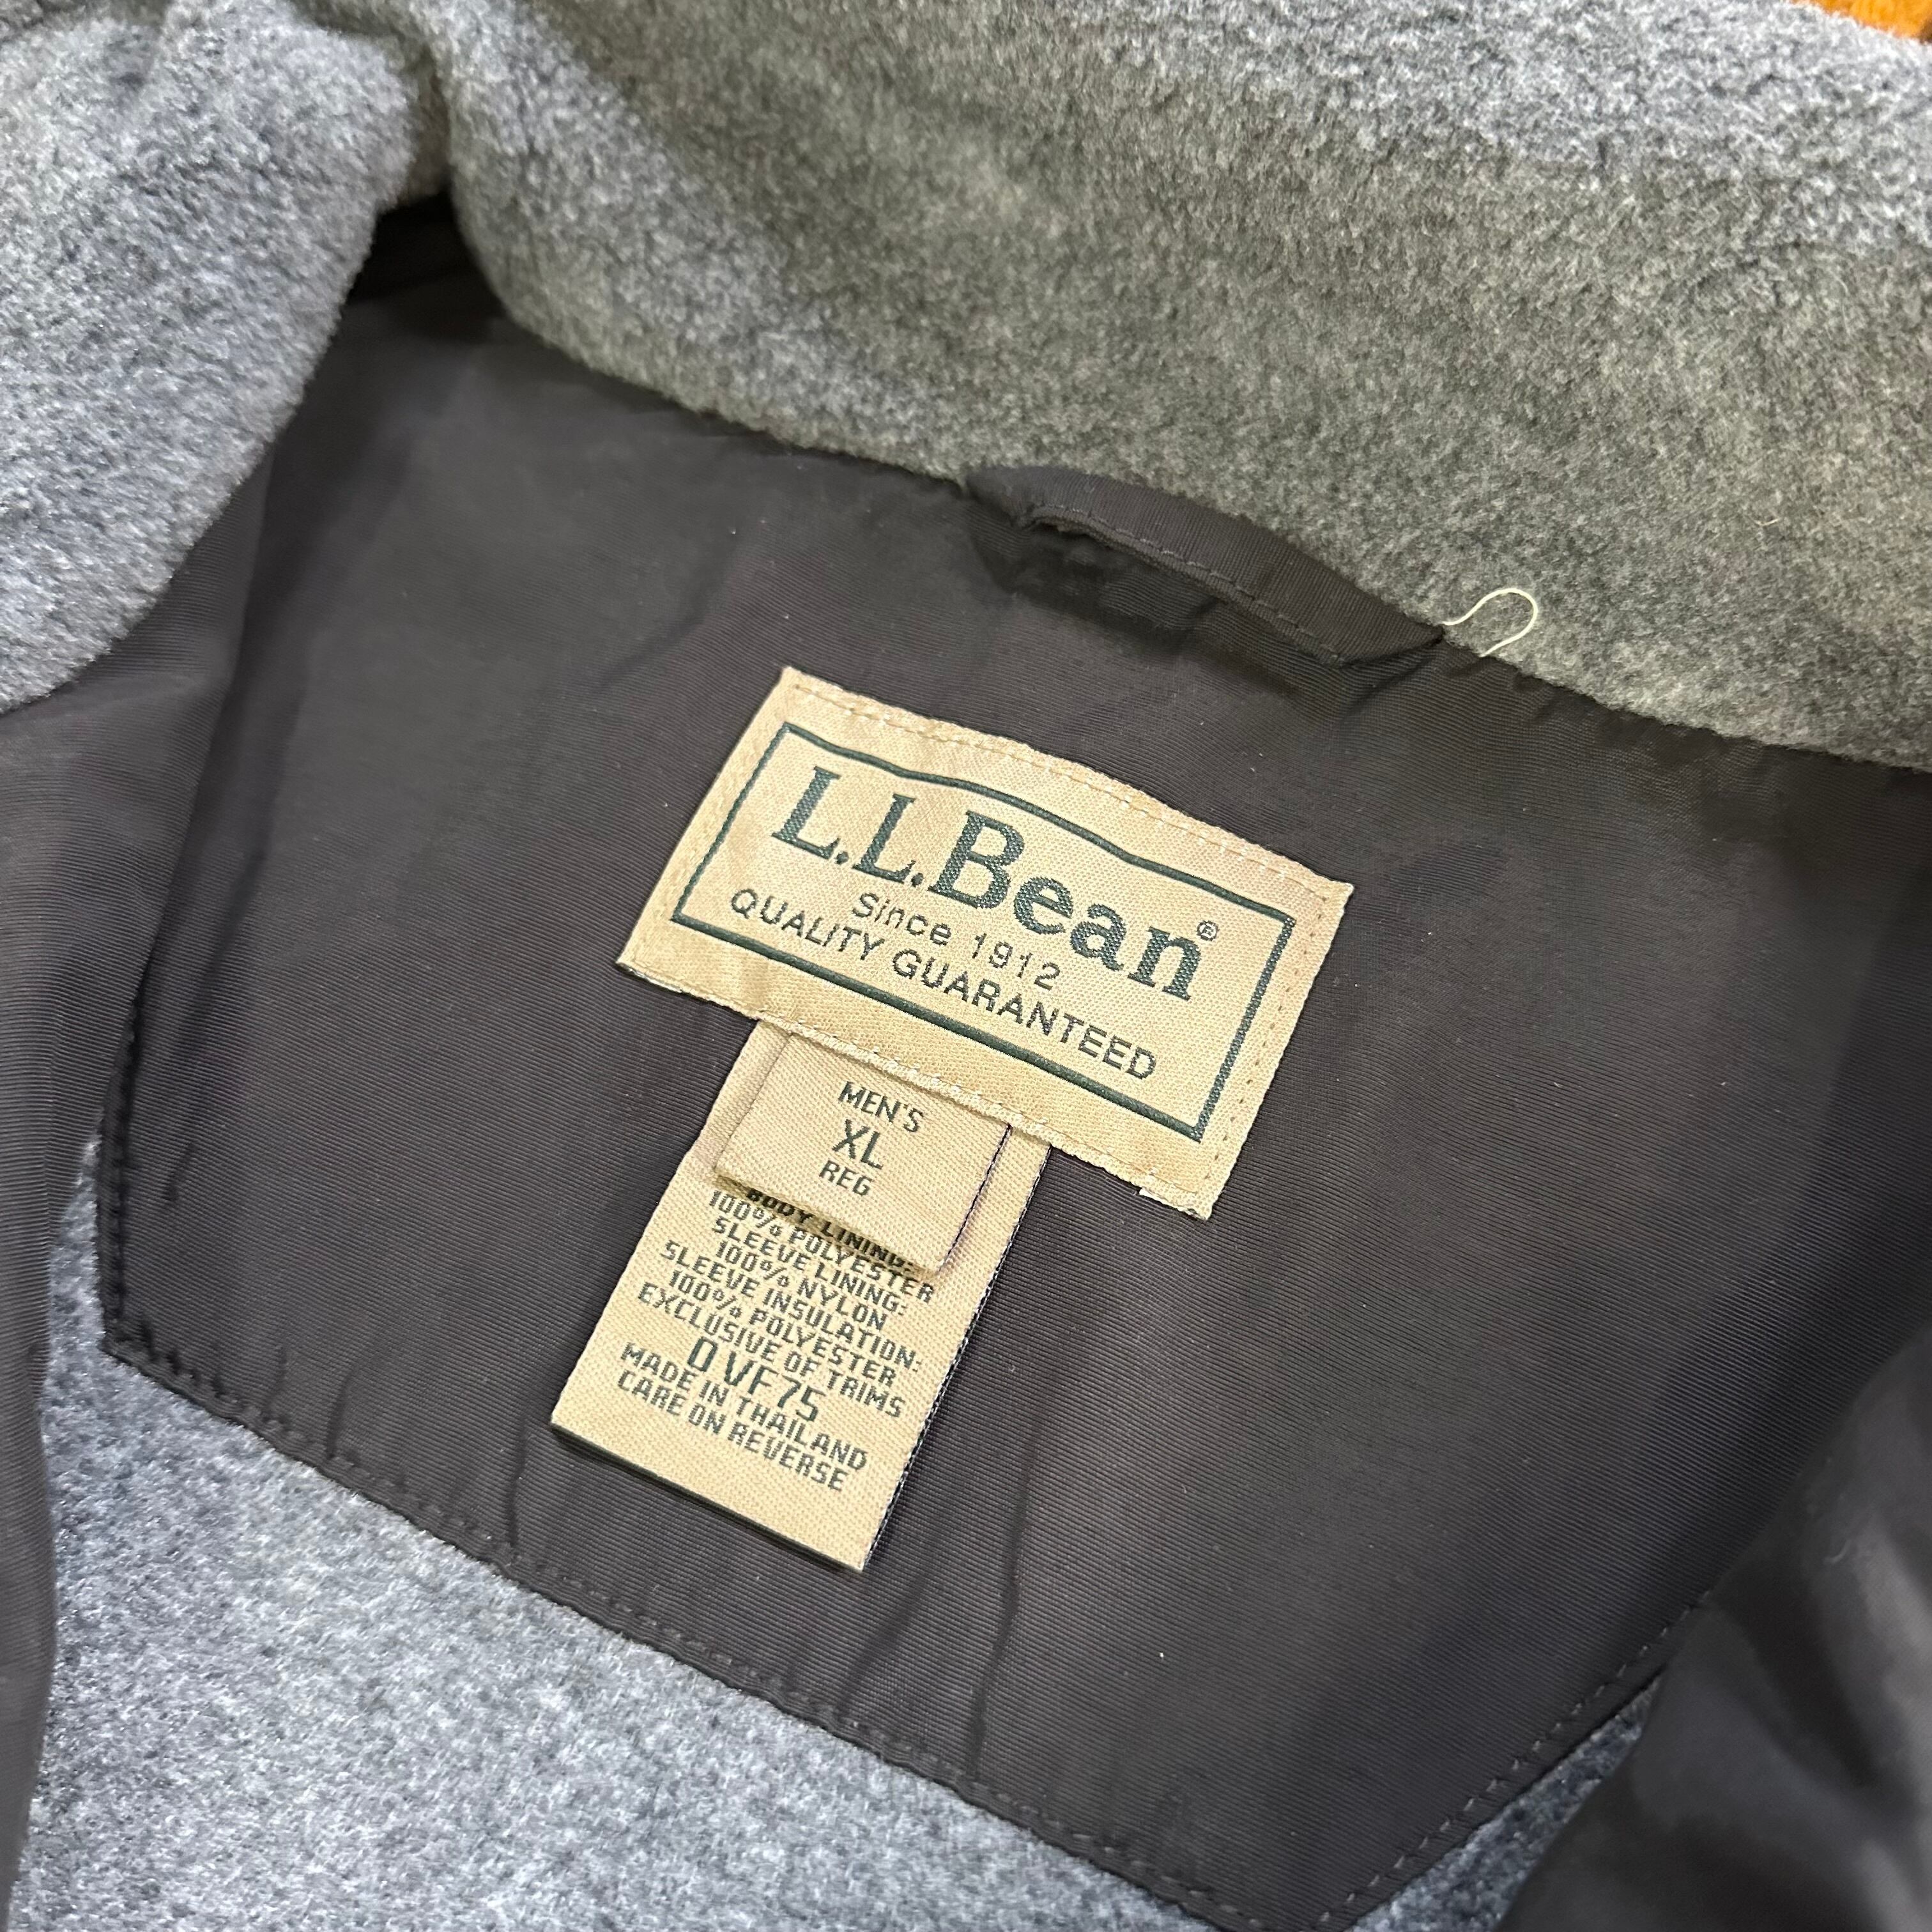 L.L.Bean®
Since 1912
QUALITY GUARANTEED
MEN'S
XL
REG
BODY LINING:
100% POLYESTER
SLEEVE LINING:
100% NYLON
SLEEVE INSULATION:
100% POLYESTER
EXCLUSIVE OF TRIMS
0 VF75
MADE IN THAILAND
CARE ON REVERSE